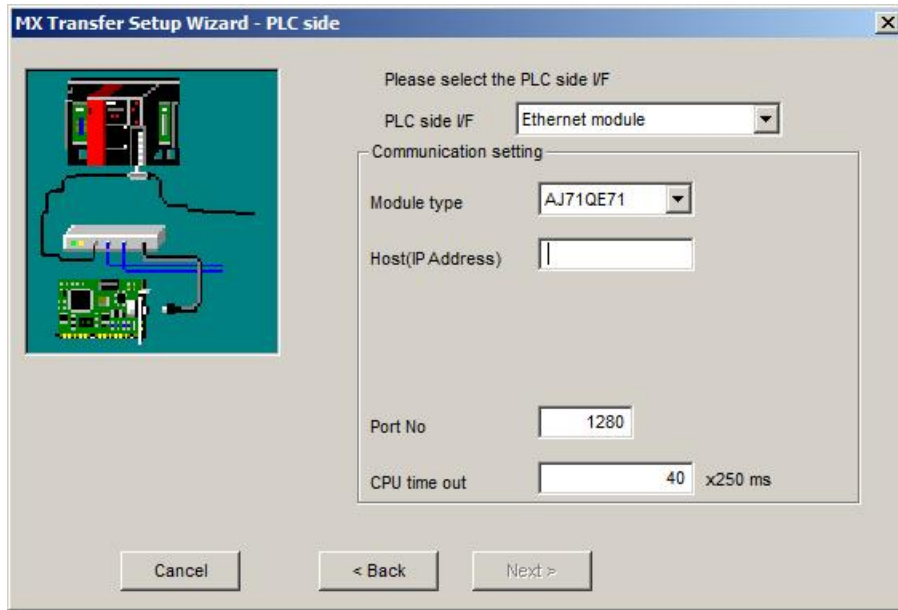 MX Transfer Setup Wizard - PLC side
Please select the PLC side I/F
PLC side I/F Ethernet module
Communication setting
Module type AJ71QE71
Host(IP Address)
Port No 1280
CPU time out 40 x250 ms
Cancel < Back Next >